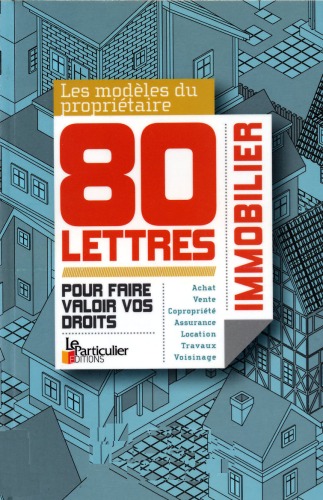 Les modèles du
propriétaire
80
LETTRES
IMMOBILIER
POUR FAIRE
VALOIR VOS
DROITS
Achat
Vente
Copropriété
Assurance
Location
Travaux
Voisinage
Le Particulier
EDITIONS